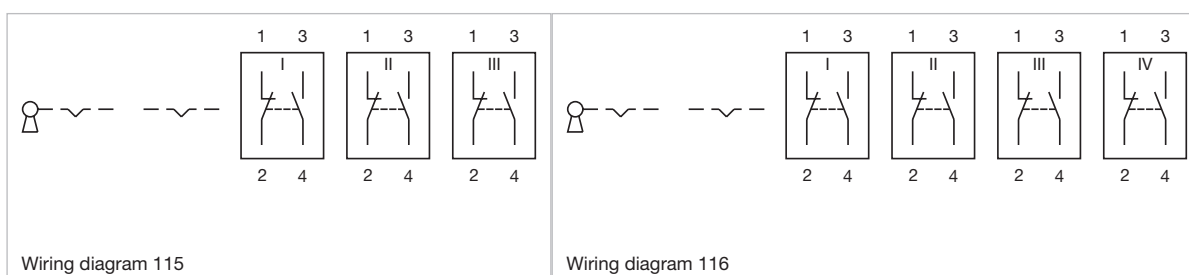 1 3 1 3 1 3
I II III
2 4 2 4 2 4
Wiring diagram 115
1 3 1 3 1 3 1 3
I II III IV
2 4 2 4 2 4 2 4
Wiring diagram 116